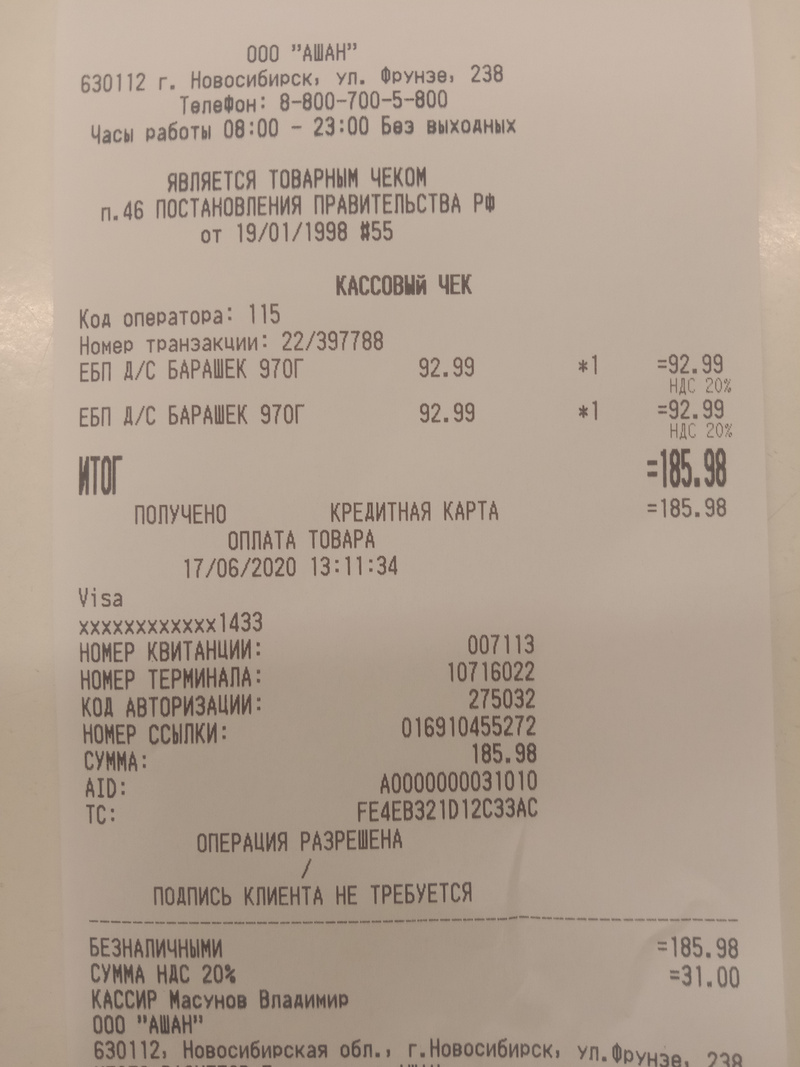 ООО "АШАН"
630112 г. Новосибирск, ул. Фрунзе, 238
Телефон: 8-800-700-5-800
Часы работы 08:00 - 23:00 Без выходных
ЯВЛЯЕТСЯ ТОВАРНЫМ ЧЕКОМ
п.46 ПОСТАНОВЛЕНИЯ ПРАВИТЕЛЬСТВА РФ
от 19/01/1998 #55
КАССОВЫЙ ЧЕК
Код оператора: 115
Номер транзакции: 22/397788
ЕБП Д/С БАРАШЕК 970Г 92.99 *1 =92.99
НДС 20%
ЕБП Д/С БАРАШЕК 970Г 92.99 *1 =92.99
НДС 20%
ИТОГ =185.98
ПОЛУЧЕНО КРЕДИТНАЯ КАРТА =185.98
ОПЛАТА ТОВАРА
17/06/2020 13:11:34
Visa
xxxxxxxxxxxx1433
НОМЕР КВИТАНЦИИ: 007113
НОМЕР ТЕРМИНАЛА: 10716022
КОД АВТОРИЗАЦИИ: 275032
НОМЕР ССЫЛКИ: 016910455272
СУММА: 185.98
AID: A0000000031010
TC: FE4EB321D12C33AC
ОПЕРАЦИЯ РАЗРЕШЕНА
/
ПОДПИСЬ КЛИЕНТА НЕ ТРЕБУЕТСЯ
БЕЗНАЛИЧНЫМИ =185.98
СУММА НДС 20% =31.00
КАССИР Масунов Владимир
ООО "АШАН"
630112, Новосибирская обл., г.Новосибирск, ул.Фрунзе, 238